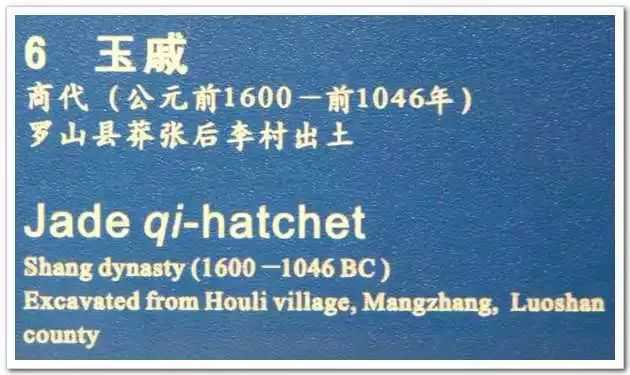 6 玉戚
商代（公元前1600－前1046年）
罗山县莽张后李村出土
Jade qi-hatchet
Shang dynasty (1600－1046 BC)
Excavated from Houli village, Mangzhang, Luoshan
county